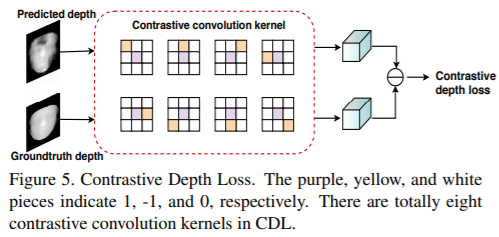 Predicted depth
Contrastive convolution kernel
Contrastive
depth loss
Groundtruth depth
Figure 5. Contrastive Depth Loss. The purple, yellow, and white
pieces indicate 1, -1, and 0, respectively. There are totally eight
contrastive convolution kernels in CDL.